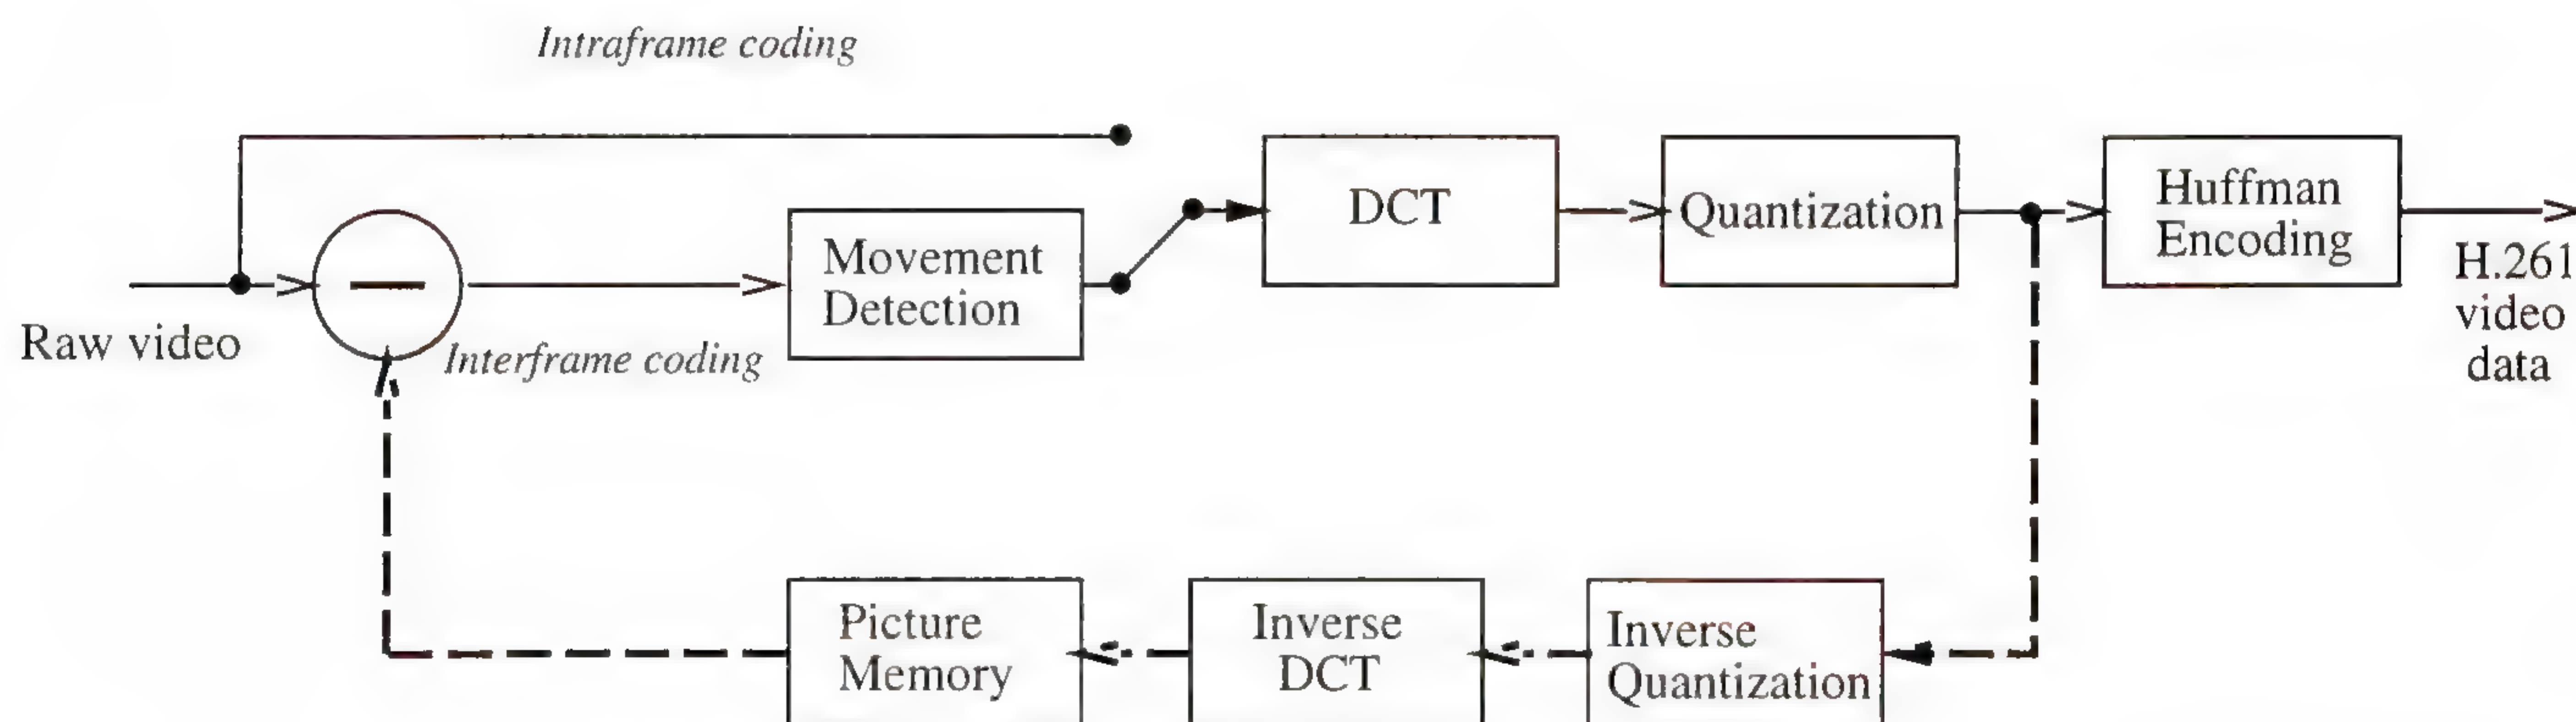 Intraframe coding
DCT
Quantization
Huffman
Encoding
Movement
Detection
H.261
video
data
Raw video
Interframe coding
Picture
Memory
Inverse
DCT
Inverse
Quantization